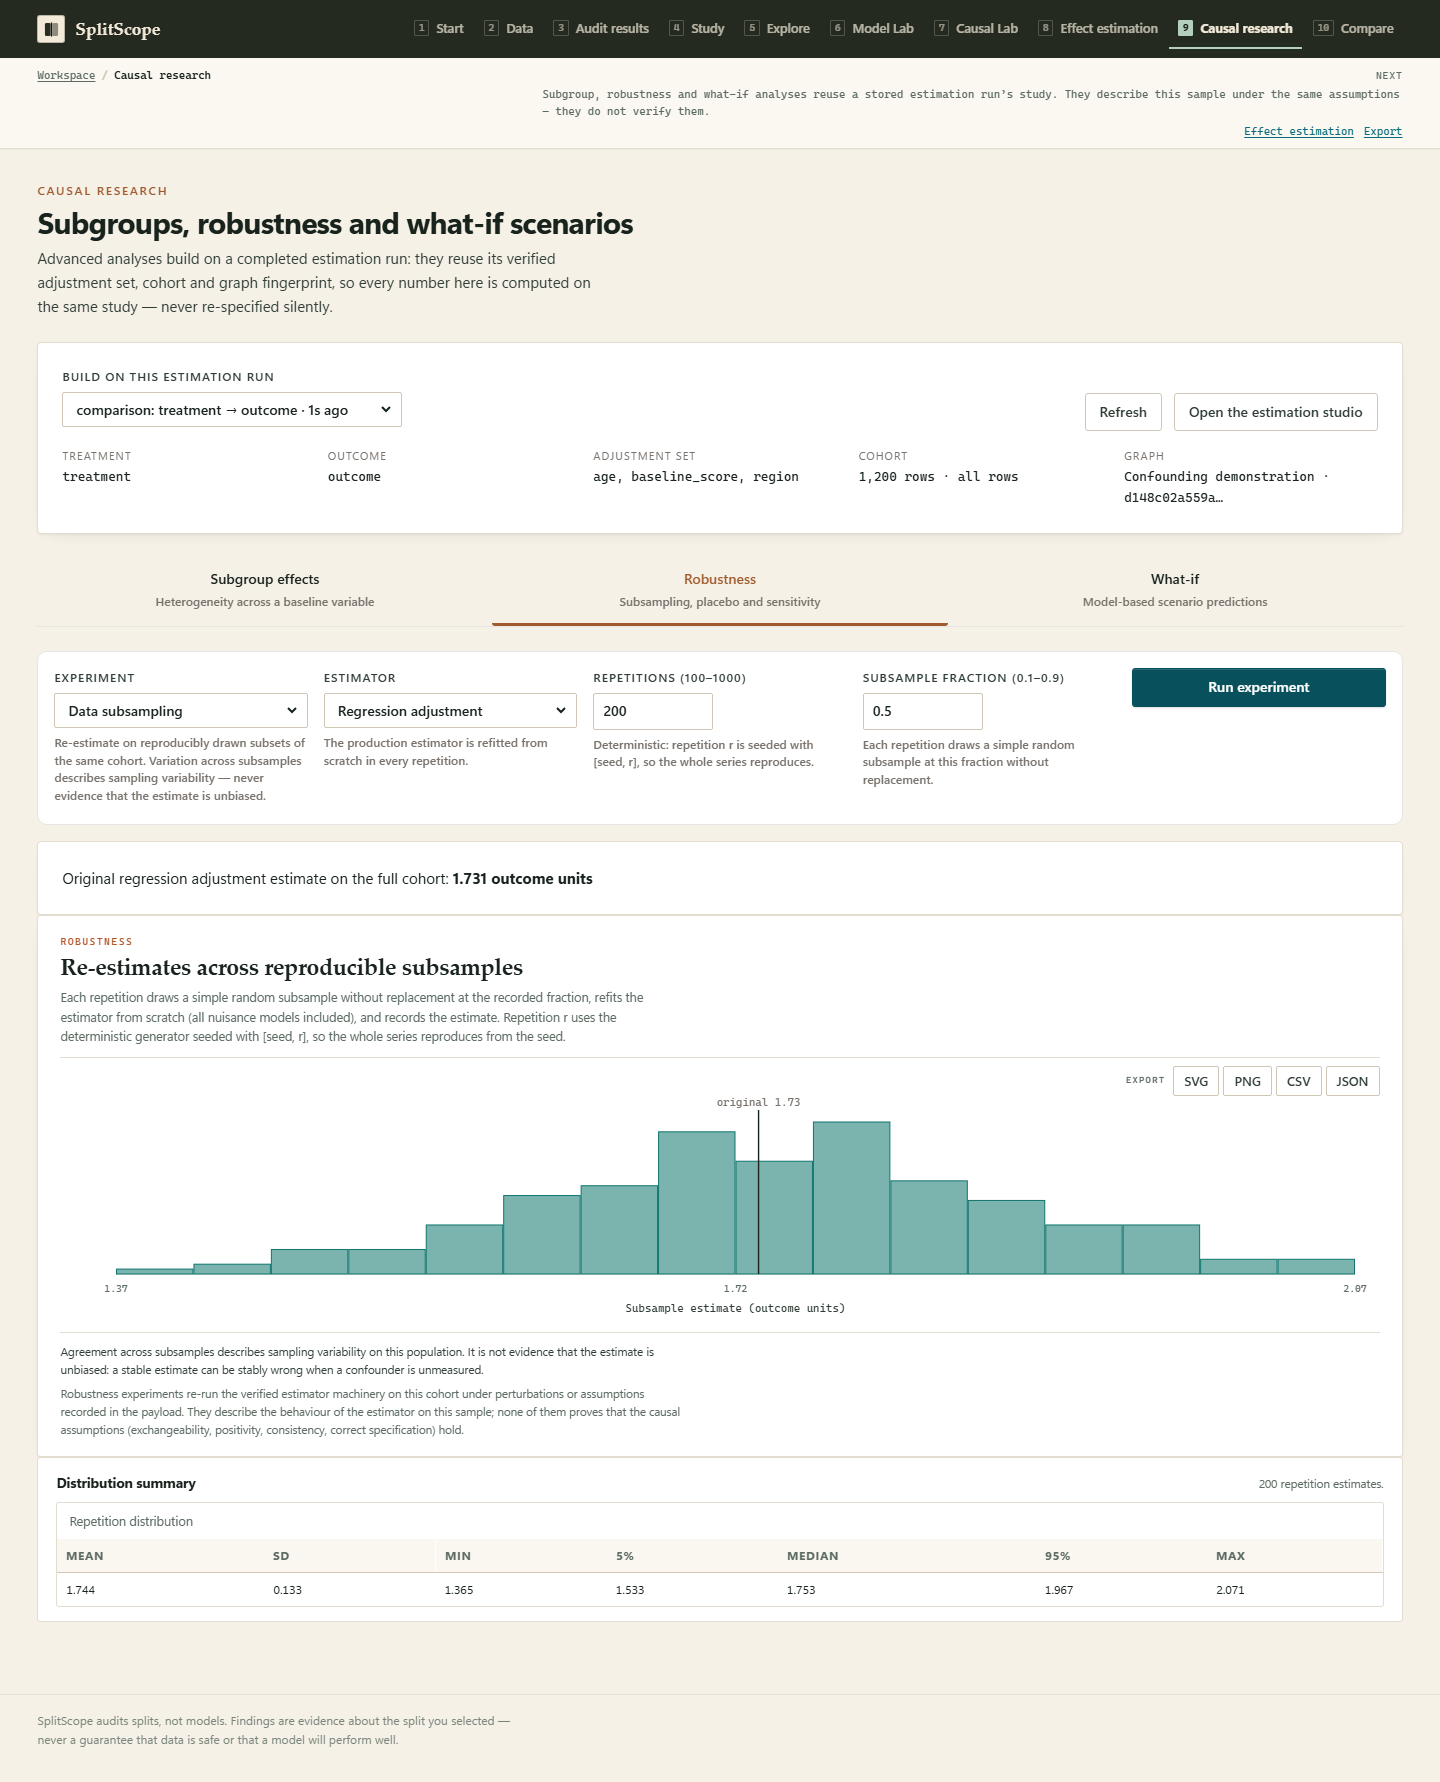 SplitScope
1 Start
2 Data
3 Audit results
4 Study
5 Explore
6 Model Lab
7 Causal Lab
8 Effect estimation
9 Causal research
10 Compare
Workspace / Causal research
NEXT
Subgroup, robustness and what-if analyses reuse a stored estimation run's study. They describe this sample under the same assumptions
— they do not verify them.
Effect estimation Export
CAUSAL RESEARCH
Subgroups, robustness and what-if scenarios
Advanced analyses build on a completed estimation run: they reuse its verified
adjustment set, cohort and graph fingerprint, so every number here is computed on
the same study — never re-specified silently.
BUILD ON THIS ESTIMATION RUN
comparison: treatment → outcome · 1s ago
Refresh
Open the estimation studio
TREATMENT
treatment
OUTCOME
outcome
ADJUSTMENT SET
age, baseline_score, region
COHORT
1,200 rows · all rows
GRAPH
Confounding demonstration ·
d148c02a559a…
Subgroup effects
Heterogeneity across a baseline variable
Robustness
Subsampling, placebo and sensitivity
What-if
Model-based scenario predictions
EXPERIMENT
Data subsampling
Re-estimate on reproducibly drawn subsets of
the same cohort. Variation across subsamples
describes sampling variability — never
evidence that the estimate is unbiased.
ESTIMATOR
Regression adjustment
The production estimator is refitted from
scratch in every repetition.
REPETITIONS (100–1000)
200
Deterministic: repetition r is seeded with
[seed, r], so the whole series reproduces.
SUBSAMPLE FRACTION (0.1–0.9)
0.5
Each repetition draws a simple random
subsample at this fraction without
replacement.
Run experiment
Original regression adjustment estimate on the full cohort: 1.731 outcome units
ROBUSTNESS
Re-estimates across reproducible subsamples
Each repetition draws a simple random subsample without replacement at the recorded fraction, refits the
estimator from scratch (all nuisance models included), and records the estimate. Repetition r uses the
deterministic generator seeded with [seed, r], so the whole series reproduces from the seed.
EXPORT SVG PNG CSV JSON
original 1.73
1.37 1.72 2.07
Subsample estimate (outcome units)
Agreement across subsamples describes sampling variability on this population. It is not evidence that the estimate is
unbiased: a stable estimate can be stably wrong when a confounder is unmeasured.
Robustness experiments re-run the verified estimator machinery on this cohort under perturbations or assumptions
recorded in the payload. They describe the behaviour of the estimator on this sample; none of them proves that the causal
assumptions (exchangeability, positivity, consistency, correct specification) hold.
Distribution summary
200 repetition estimates.
Repetition distribution
MEAN SD MIN 5% MEDIAN 95% MAX
1.744 0.133 1.365 1.533 1.753 1.967 2.071
SplitScope audits splits, not models. Findings are evidence about the split you selected —
never a guarantee that data is safe or that a model will perform well.